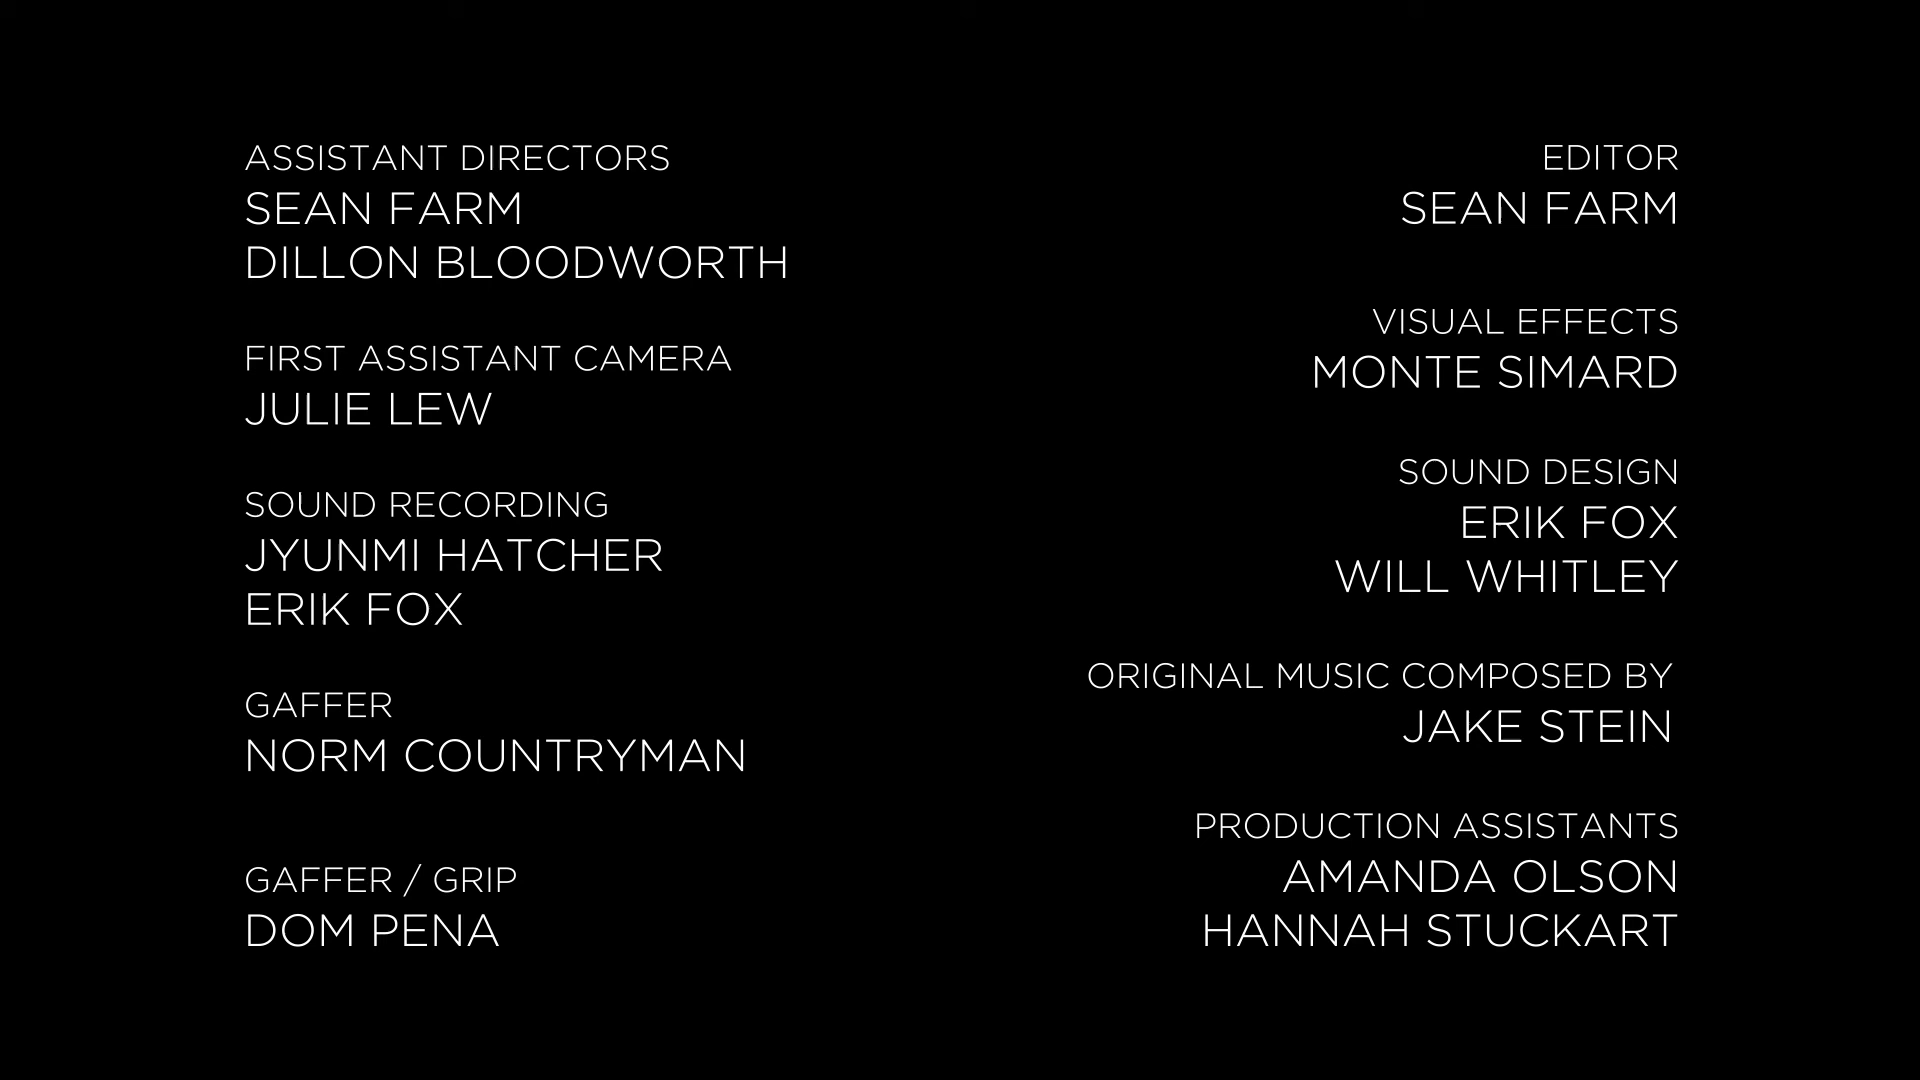 ASSISTANT DIRECTORS
SEAN FARM
DILLON BLOODWORTH
FIRST ASSISTANT CAMERA
JULIE LEW
SOUND RECORDING
JYUNMI HATCHER
ERIK FOX
GAFFER
NORM COUNTRYMAN
GAFFER / GRIP
DOM PENA
EDITOR
SEAN FARM
VISUAL EFFECTS
MONTE SIMARD
SOUND DESIGN
ERIK FOX
WILL WHITLEY
ORIGINAL MUSIC COMPOSED BY
JAKE STEIN
PRODUCTION ASSISTANTS
AMANDA OLSON
HANNAH STUCKART